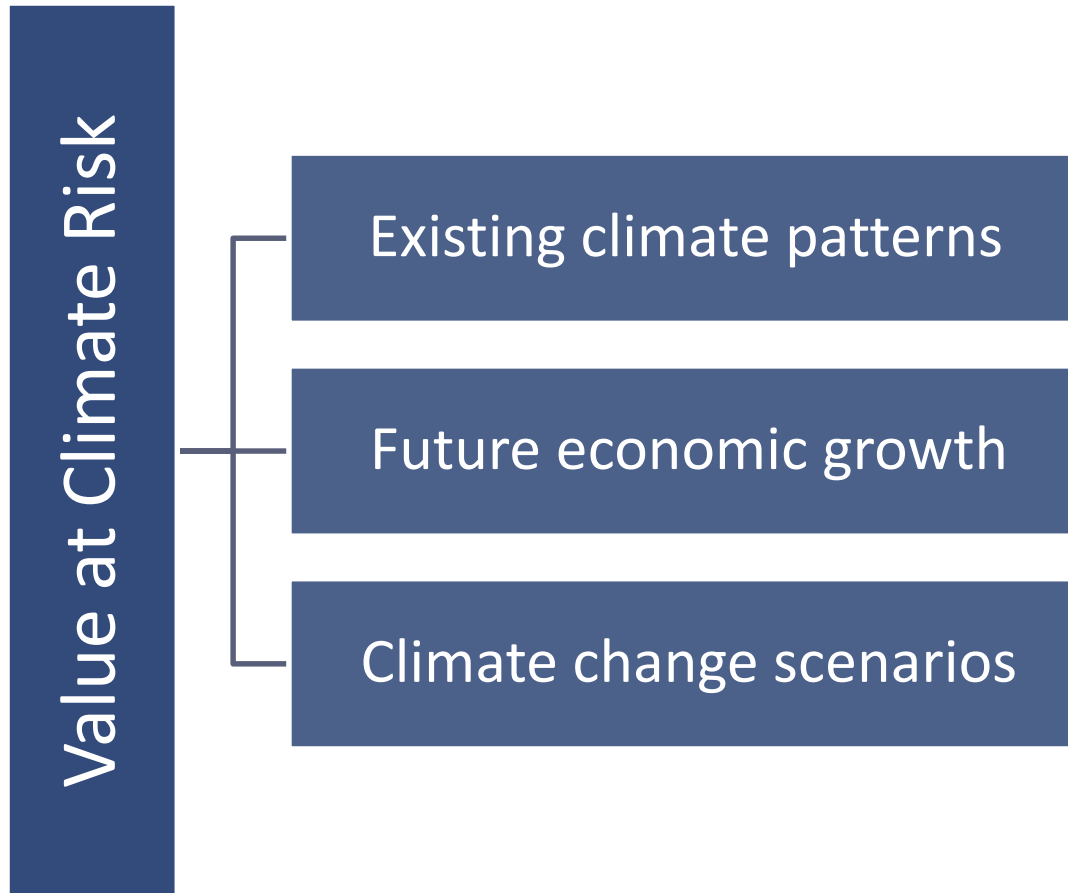 Value at Climate Risk
Existing climate patterns
Future economic growth
Climate change scenarios